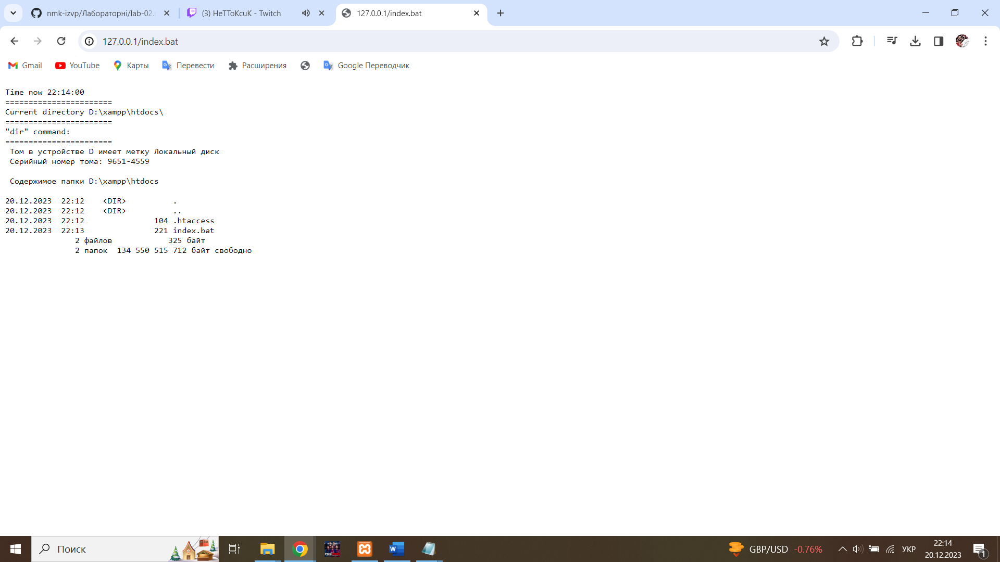 nmk-izvp/Лабораторні/lab-02.
(3) HeTToKcuK - Twitch
127.0.0.1/index.bat
127.0.0.1/index.bat
Gmail
YouTube
Карты
Перевести
Расширения
Google Переводчик
Time now 22:14:00
=======================
Current directory D:\xampp\htdocs\
=======================
"dir" command:
=======================
Том в устройстве D имеет метку Локальный диск
Серийный номер тома: 9651-4559
Содержимое папки D:\xampp\htdocs
20.12.2023  22:12    <DIR>          .
20.12.2023  22:12    <DIR>          ..
20.12.2023  22:12               104 .htaccess
20.12.2023  22:13               221 index.bat
2 файлов            325 байт
2 папок  134 550 515 712 байт свободно
Поиск
GBP/USD -0.76%
УКР
22:14
20.12.2023
1